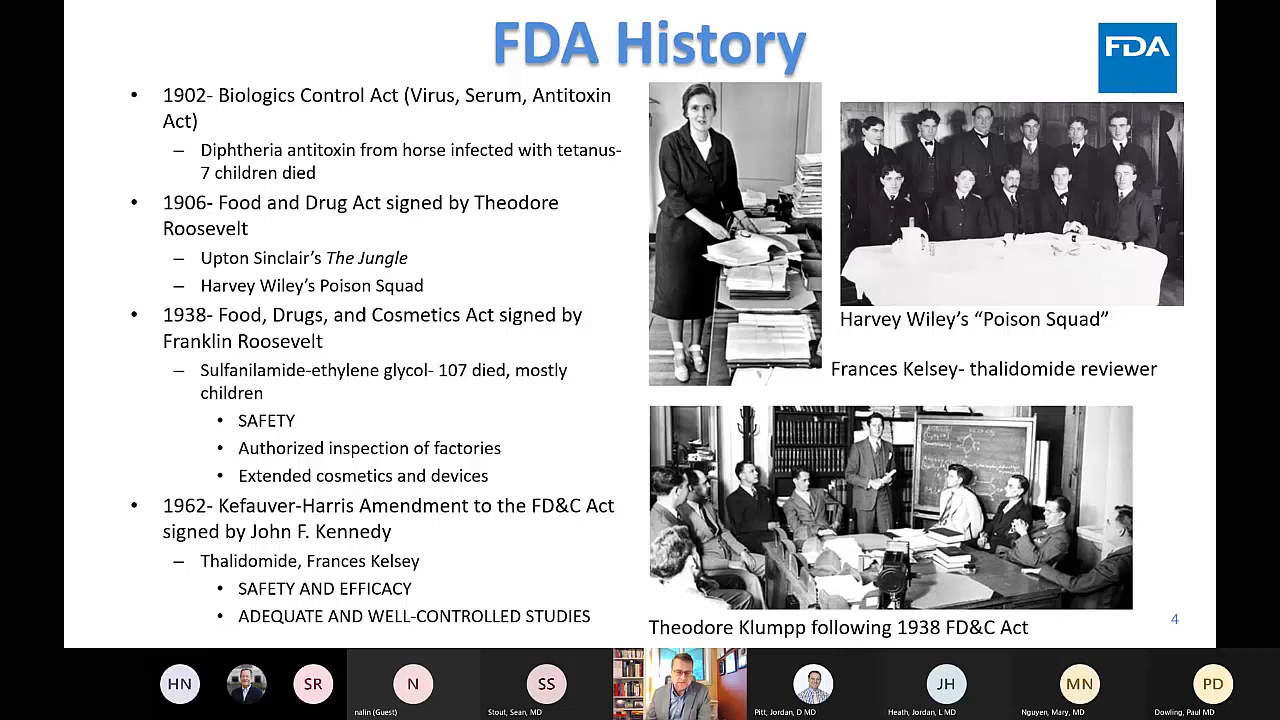 FDA History
FDA
• 1902- Biologics Control Act (Virus, Serum, Antitoxin
Act)
– Diphtheria antitoxin from horse infected with tetanus-
7 children died
• 1906- Food and Drug Act signed by Theodore
Roosevelt
– Upton Sinclair's The Jungle
– Harvey Wiley's Poison Squad
• 1938- Food, Drugs, and Cosmetics Act signed by
Franklin Roosevelt
– Sulfanilamide-ethylene glycol- 107 died, mostly
children
• SAFETY
• Authorized inspection of factories
• Extended cosmetics and devices
• 1962- Kefauver-Harris Amendment to the FD&C Act
signed by John F. Kennedy
– Thalidomide, Frances Kelsey
• SAFETY AND EFFICACY
• ADEQUATE AND WELL-CONTROLLED STUDIES
Harvey Wiley's “Poison Squad”
Frances Kelsey- thalidomide reviewer
Theodore Klumpp following 1938 FD&C Act
4
HN
SR
N
nalin (Guest)
SS
Stout, Sean, MD
Pitt, Jordan, D MD
JH
Heath, Jordan, L MD
MN
Nguyen, Mary, MD
PD
Dowling, Paul MD